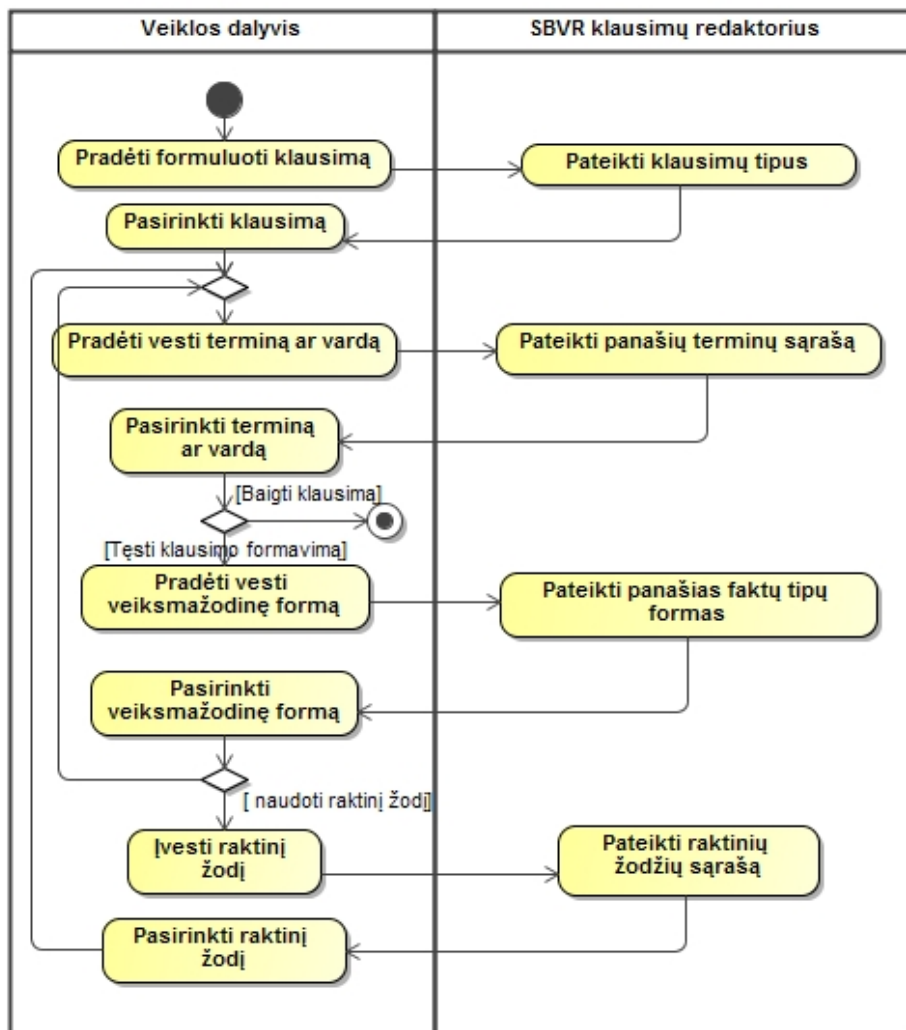 Veiklos dalyvis
SBVR klausimų redaktorius
Pradėti formuluoti klausimą
Pateikti klausimų tipus
Pasirinkti klausimą
Pradėti vesti terminą ar vardą
Pateikti panašių terminų sąrašą
Pasirinkti terminą
ar vardą
[Baigti klausima]
[Tęsti klausimo formavimą]
Pradėti vesti
veiksmažodinę formą
Pateikti panašias faktų tipų
formas
Pasirinkti
veiksmažodinę formą
[ naudoti raktinį žodį]
Įvesti raktinį
žodį
Pateikti raktinių
žodžių sąrašą
Pasirinkti raktinį
žodį